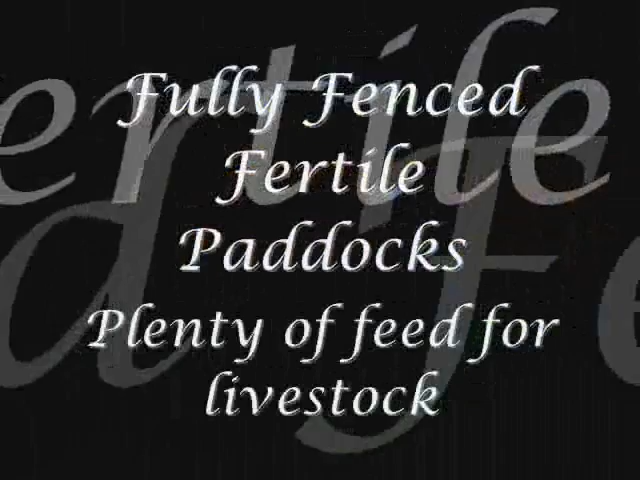 Fully Fenced
Fertile
Paddocks
Plenty of feed for
livestock